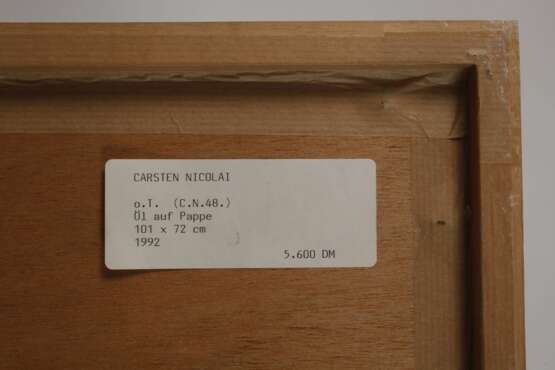 CARSTEN NICOLAI
o.T. (C.N.48.)
Öl auf Pappe
101 x 72 cm
1992
5.600 DM